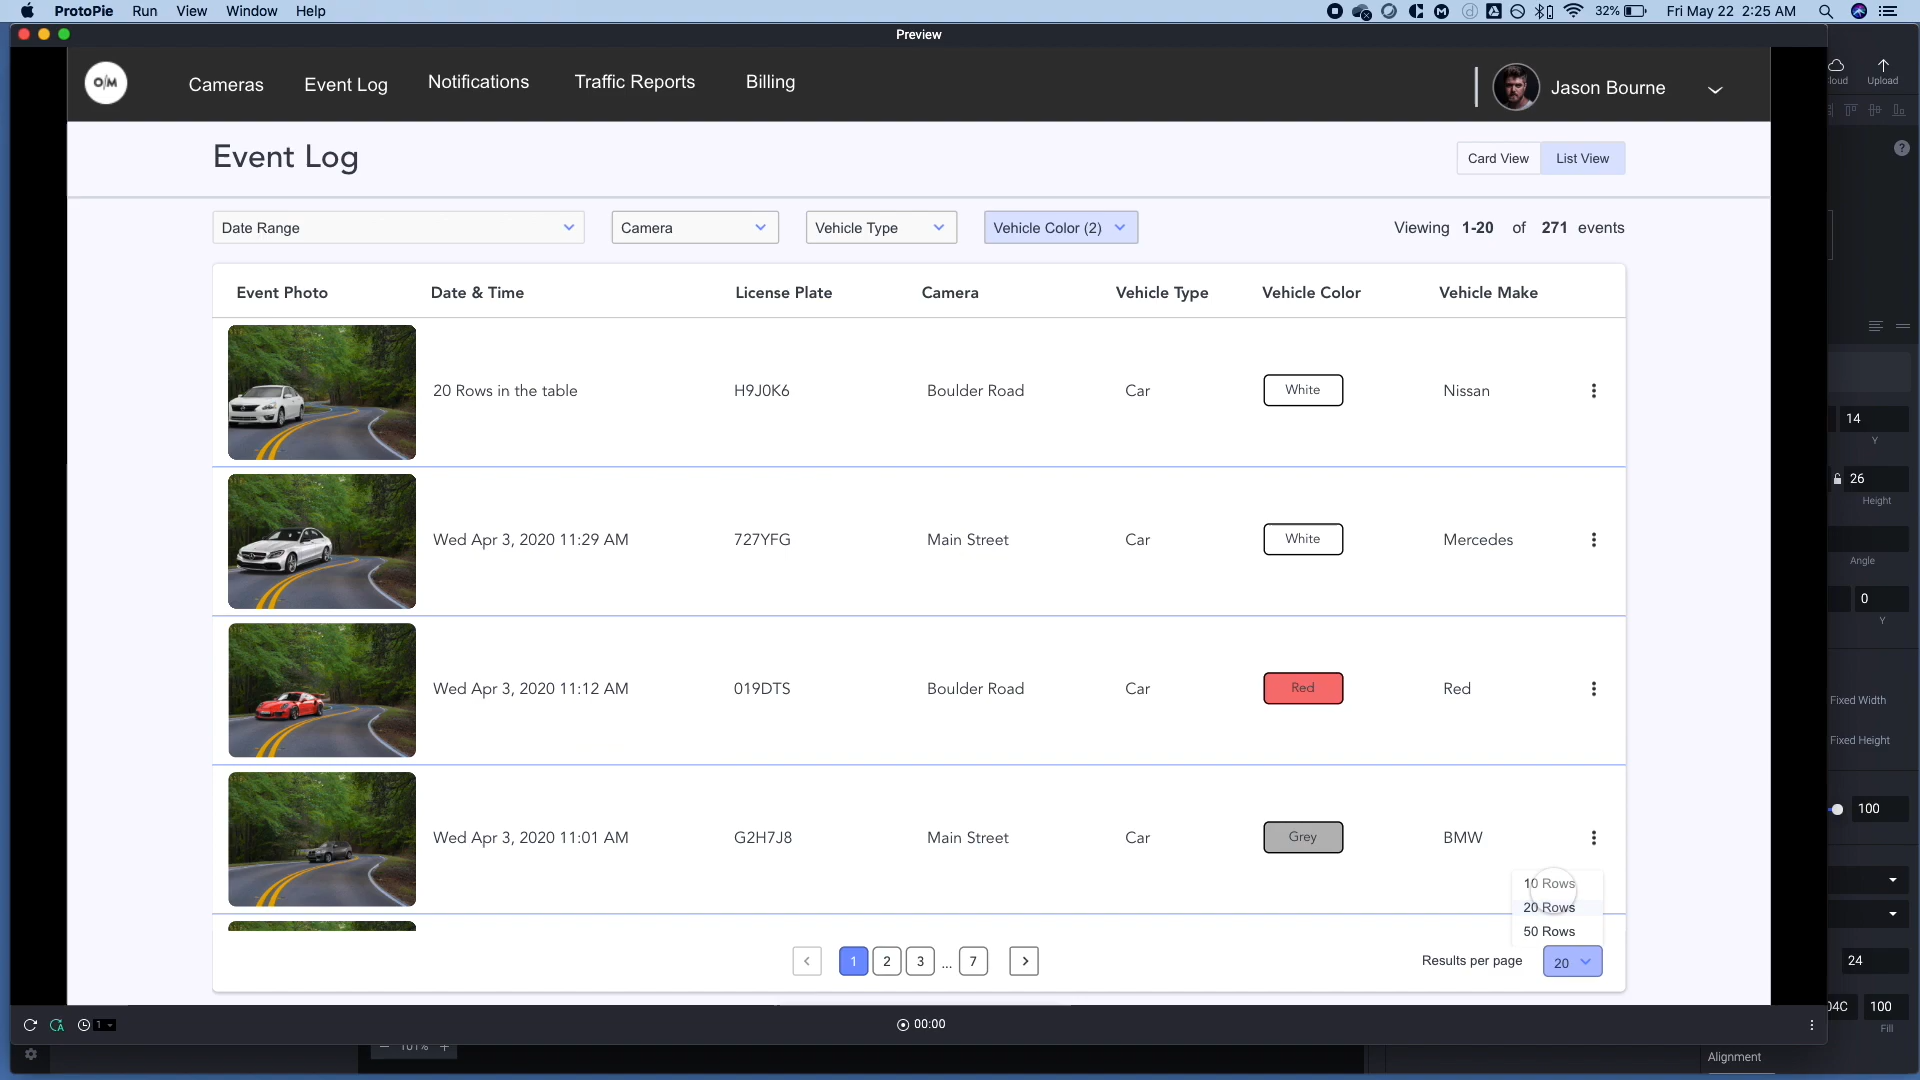 ProtoPie Run View Window Help 32% Fri May 22 2:25 AM
Preview
O/M Cameras Event Log Notifications Traffic Reports Billing Jason Bourne
loud Upload
Event Log Card View List View
Date Range Camera Vehicle Type Vehicle Color (2) Viewing 1-20 of 271 events
Event Photo Date & Time License Plate Camera Vehicle Type Vehicle Color Vehicle Make
20 Rows in the table H9J0K6 Boulder Road Car White Nissan
Wed Apr 3, 2020 11:29 AM 727YFG Main Street Car White Mercedes
Wed Apr 3, 2020 11:12 AM 019DTS Boulder Road Car Red Red
Wed Apr 3, 2020 11:01 AM G2H7J8 Main Street Car Grey BMW
10 Rows
20 Rows
50 Rows
< 1 2 3 ... 7 > Results per page 20
14
Y
26
Height
Angle
0
Y
Fixed Width
Fixed Height
100
24
04C 100
Fill
1 00:00
101%
Alignment